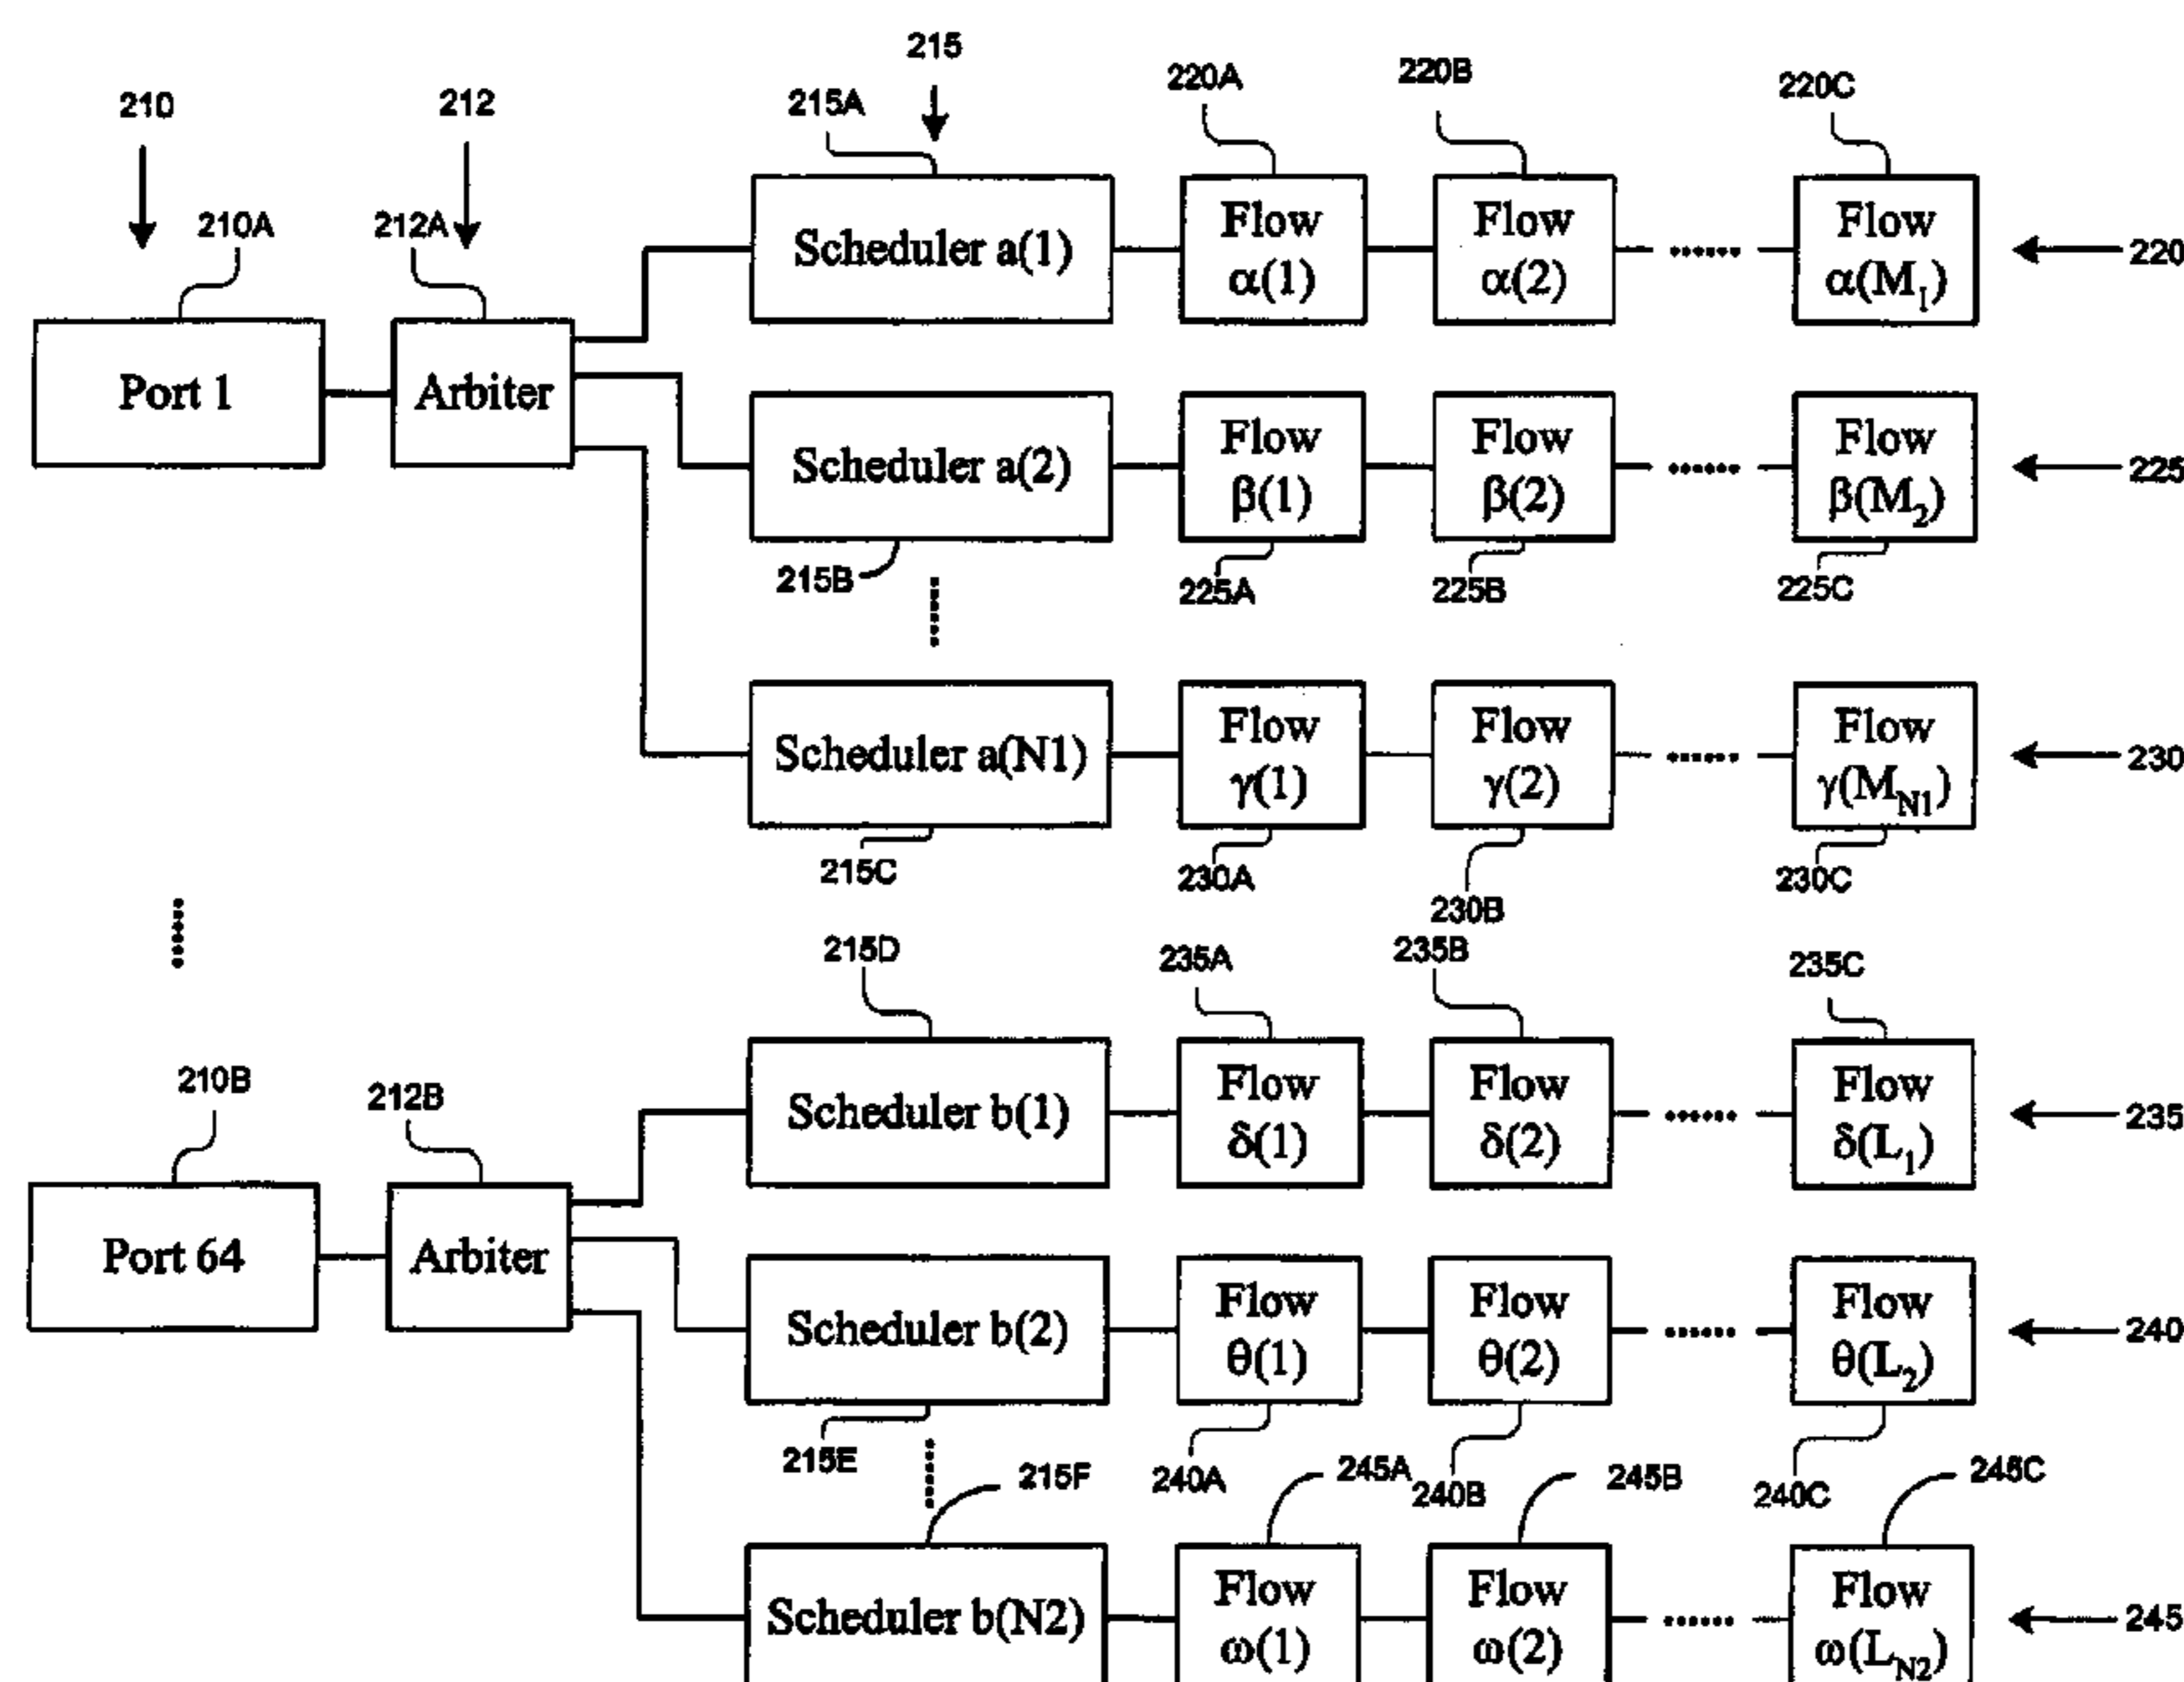 215
210
212
215A
220A
220B
220C
210A
212A
Scheduler a(1)
Flow
α(1)
Flow
α(2)
......
Flow
α(M₁)
220
Port 1
Arbiter
Scheduler a(2)
Flow
β(1)
Flow
β(2)
......
Flow
β(M₂)
225
215B
225A
225B
225C
......
Scheduler a(N1)
Flow
γ(1)
Flow
γ(2)
......
Flow
γ(M_N1)
230
215C
230A
230B
230C
......
215D
235A
235B
235C
210B
212B
Scheduler b(1)
Flow
δ(1)
Flow
δ(2)
......
Flow
δ(L₁)
235
Port 64
Arbiter
Scheduler b(2)
Flow
θ(1)
Flow
θ(2)
......
Flow
θ(L₂)
240
215E
240A
240B
240C
......
215F
245A
245B
245C
Scheduler b(N2)
Flow
ω(1)
Flow
ω(2)
......
Flow
ω(L_N2)
245